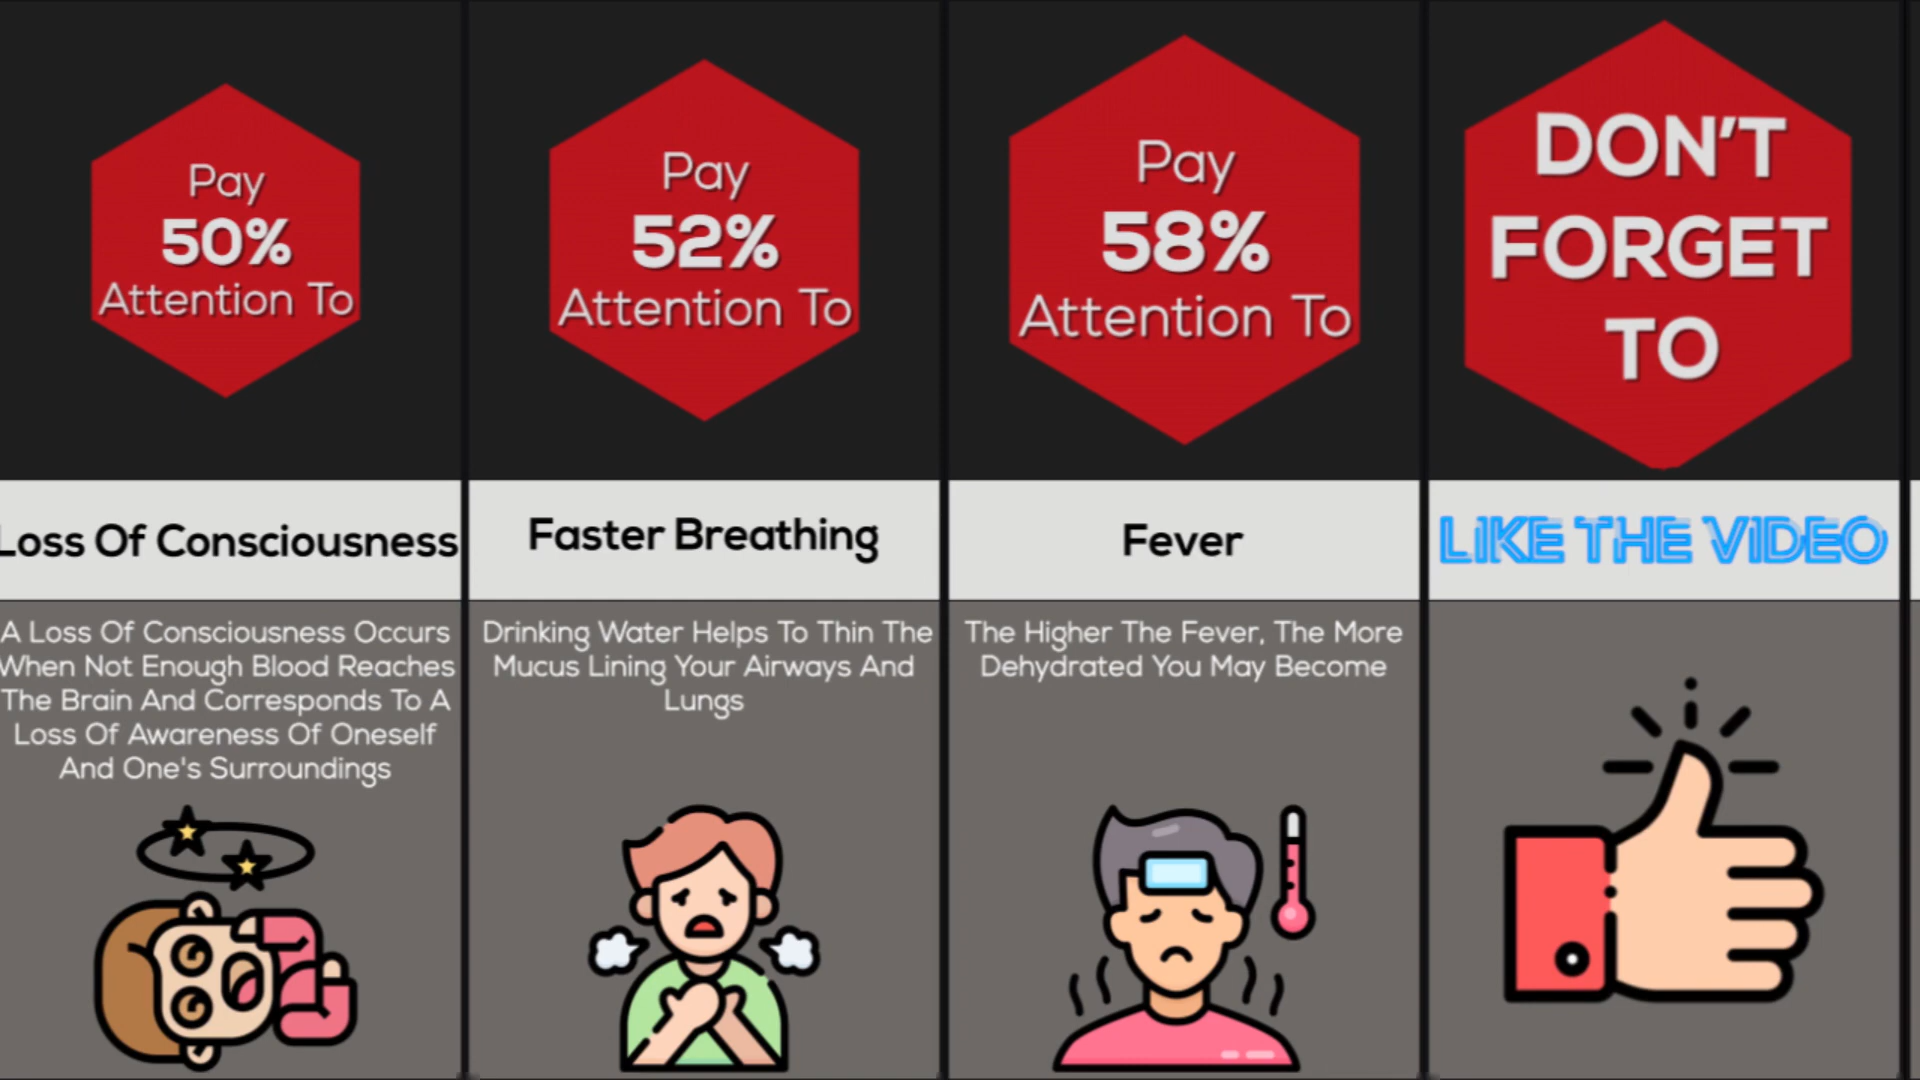 Pay
50%
Attention To
Loss Of Consciousness
A Loss Of Consciousness Occurs
When Not Enough Blood Reaches
The Brain And Corresponds To A
Loss Of Awareness Of Oneself
And One's Surroundings
Pay
52%
Attention To
Faster Breathing
Drinking Water Helps To Thin The
Mucus Lining Your Airways And
Lungs
Pay
58%
Attention To
Fever
The Higher The Fever, The More
Dehydrated You May Become
DON'T
FORGET
TO
LIKE THE VIDEO